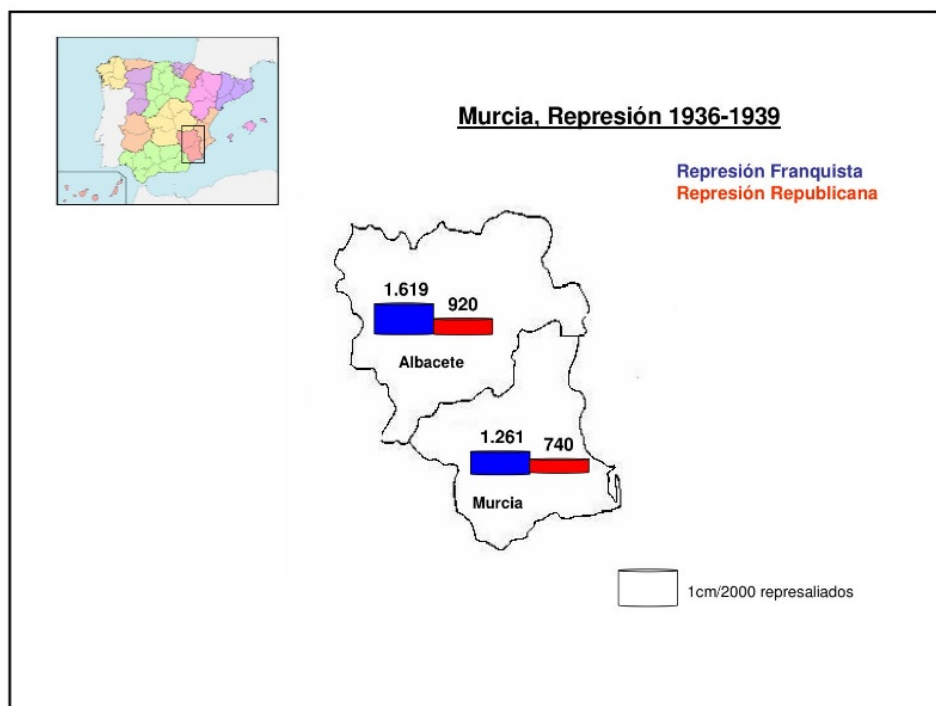 Murcia, Represión 1936-1939
Represión Franquista
Represión Republicana
1.619
920
Albacete
1.261
740
Murcia
1cm/2000 represaliados